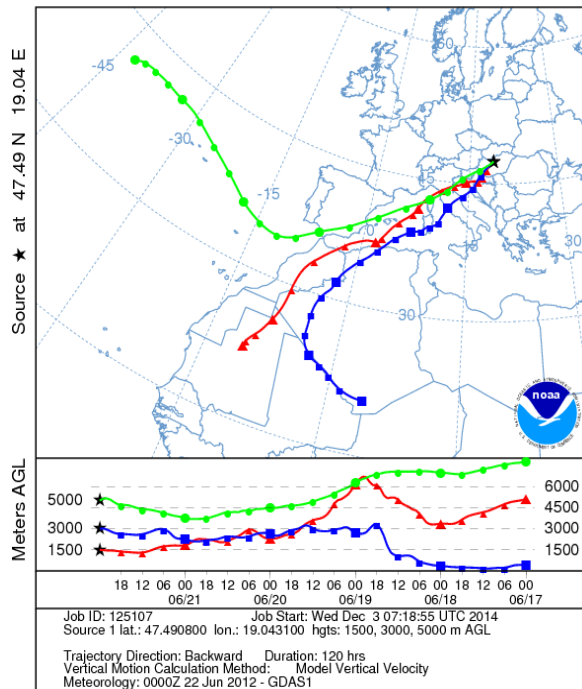 Source ★ at 47.49 N 19.04 E
-45
-30
-15
0
15
30
45
60
30
noaa
Meters AGL
5000
3000
1500
6000
4500
3000
1500
18 12 06 00 18 12 06 00 18 12 06 00 18 12 06 00 18 12 06 00
06/21 06/20 06/19 06/18 06/17
Job ID: 125107 Job Start: Wed Dec 3 07:18:55 UTC 2014
Source 1 lat.: 47.490800 lon.: 19.043100 hgts: 1500, 3000, 5000 m AGL
Trajectory Direction: Backward Duration: 120 hrs
Vertical Motion Calculation Method: Model Vertical Velocity
Meteorology: 0000Z 22 Jun 2012 - GDAS1